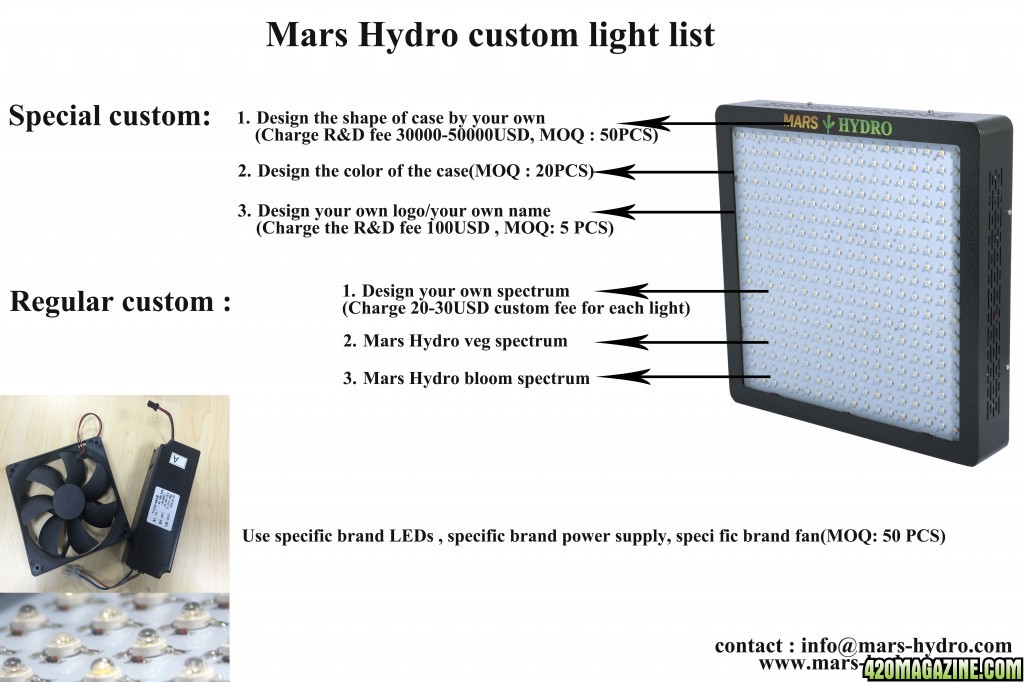 Mars Hydro custom light list
Special custom:
1. Design the shape of case by your own
(Charge R&D fee 30000-50000USD, MOQ : 50PCS)
2. Design the color of the case(MOQ : 20PCS)
3. Design your own logo/your own name
(Charge the R&D fee 100USD , MOQ: 5 PCS)
MARS HYDRO
Regular custom :
1. Design your own spectrum
(Charge 20-30USD custom fee for each light)
2. Mars Hydro veg spectrum
3. Mars Hydro bloom spectrum
A
Use specific brand LEDs , specific brand power supply, speci fic brand fan(MOQ: 50 PCS)
contact : info@mars-hydro.com
420MAGAZINE.COM